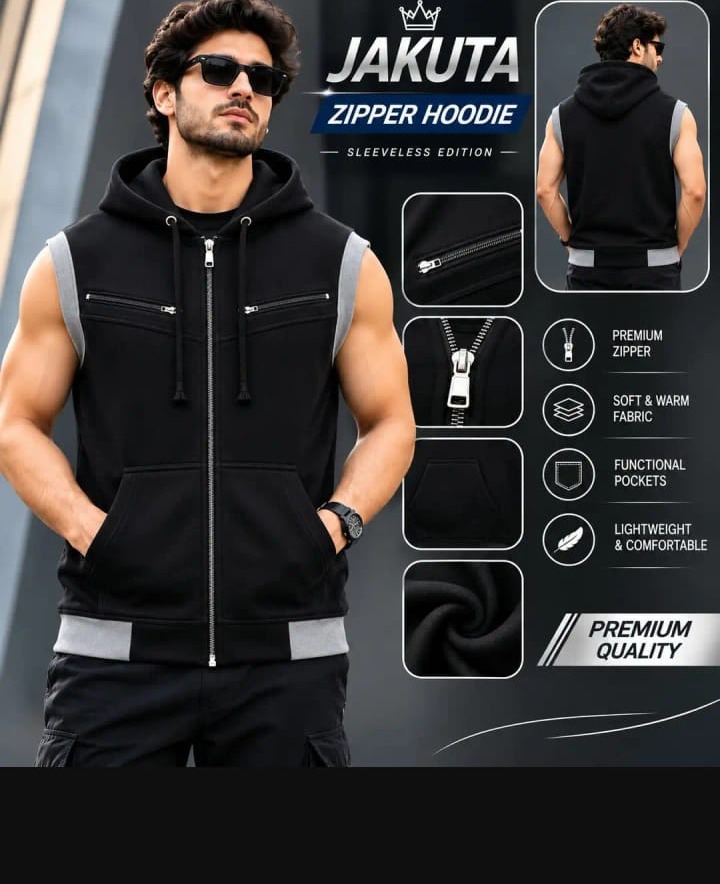 JAKUTA
ZIPPER HOODIE
SLEEVELESS EDITION
PREMIUM
ZIPPER
SOFT & WARM
FABRIC
FUNCTIONAL
POCKETS
LIGHTWEIGHT
& COMFORTABLE
PREMIUM
QUALITY